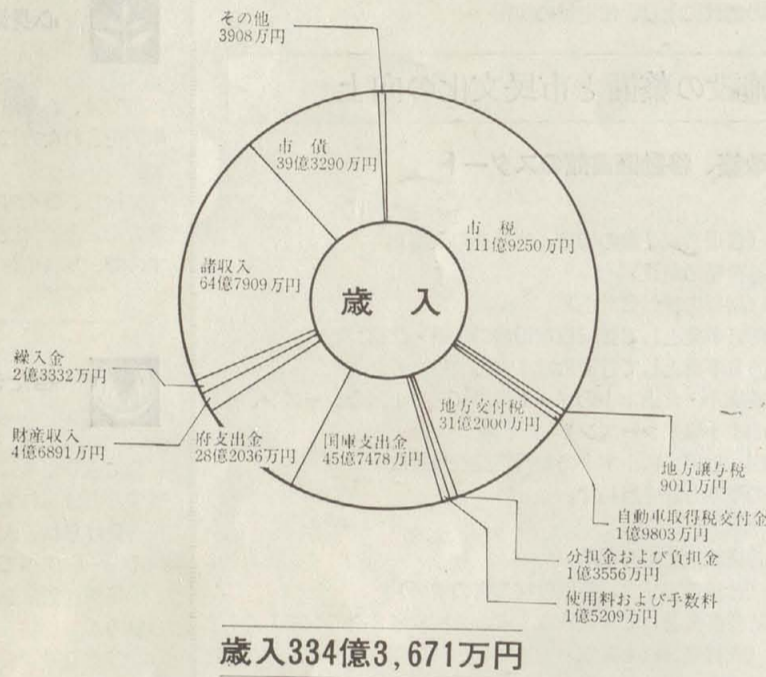 その他
3908万円
市債
39億3290万円
市税
111億9250万円
諸収入
64億7909万円
歳入
繰入金
2億3332万円
財産収入
4億6891万円
府支出金
28億2036万円
国庫支出金
45億7478万円
地方交付税
31億2000万円
地方譲与税
9011万円
自動車取得税交付金
1億9803万円
分担金および負担金
1億3556万円
使用料および手数料
1億5209万円
歳入334億3,671万円